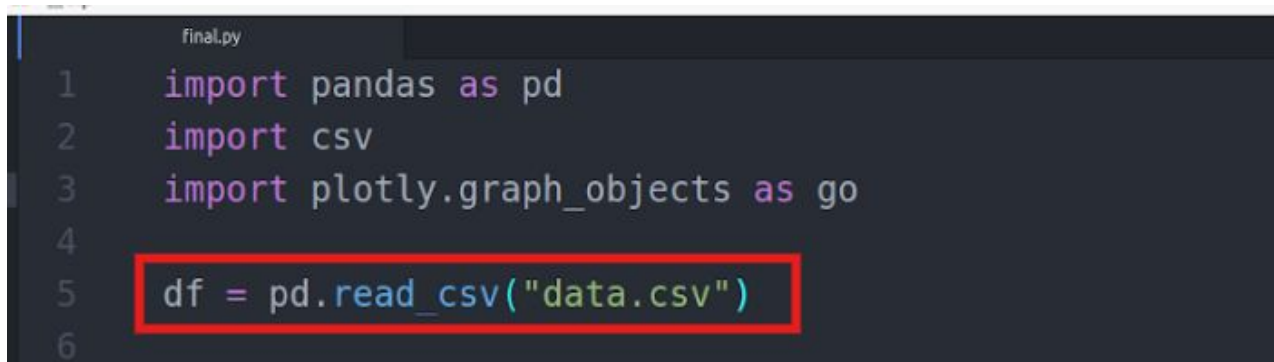 final.py
1 import pandas as pd
2 import csv
3 import plotly.graph_objects as go
4
5 df = pd.read_csv("data.csv")
6